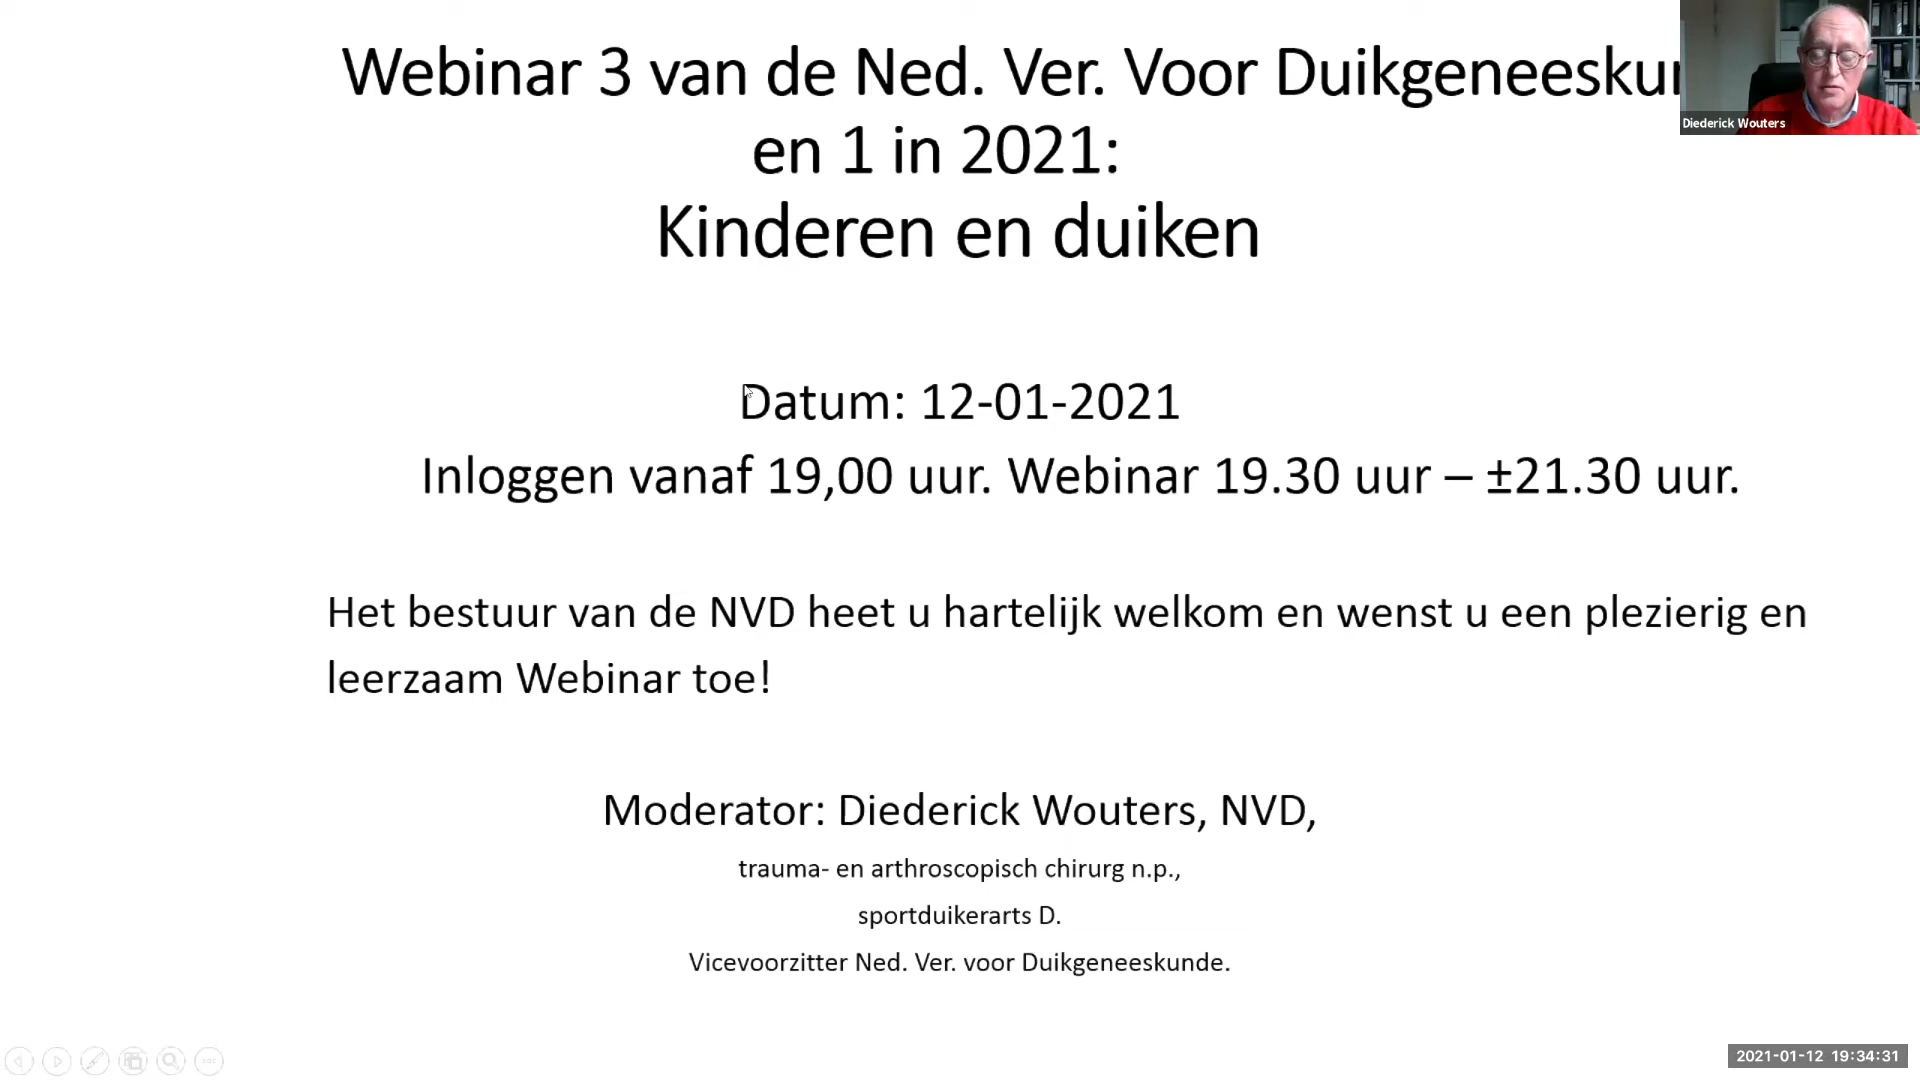 Webinar 3 van de Ned. Ver. Voor Duikgeneesku
en 1 in 2021:
Kinderen en duiken
Diederick Wouters
Datum: 12-01-2021
Inloggen vanaf 19,00 uur. Webinar 19.30 uur – ±21.30 uur.
Het bestuur van de NVD heet u hartelijk welkom en wenst u een plezierig en
leerzaam Webinar toe!
Moderator: Diederick Wouters, NVD,
trauma- en arthroscopisch chirurg n.p.,
sportduikerarts D.
Vicevoorzitter Ned. Ver. voor Duikgeneeskunde.
2021-01-12 19:34:31